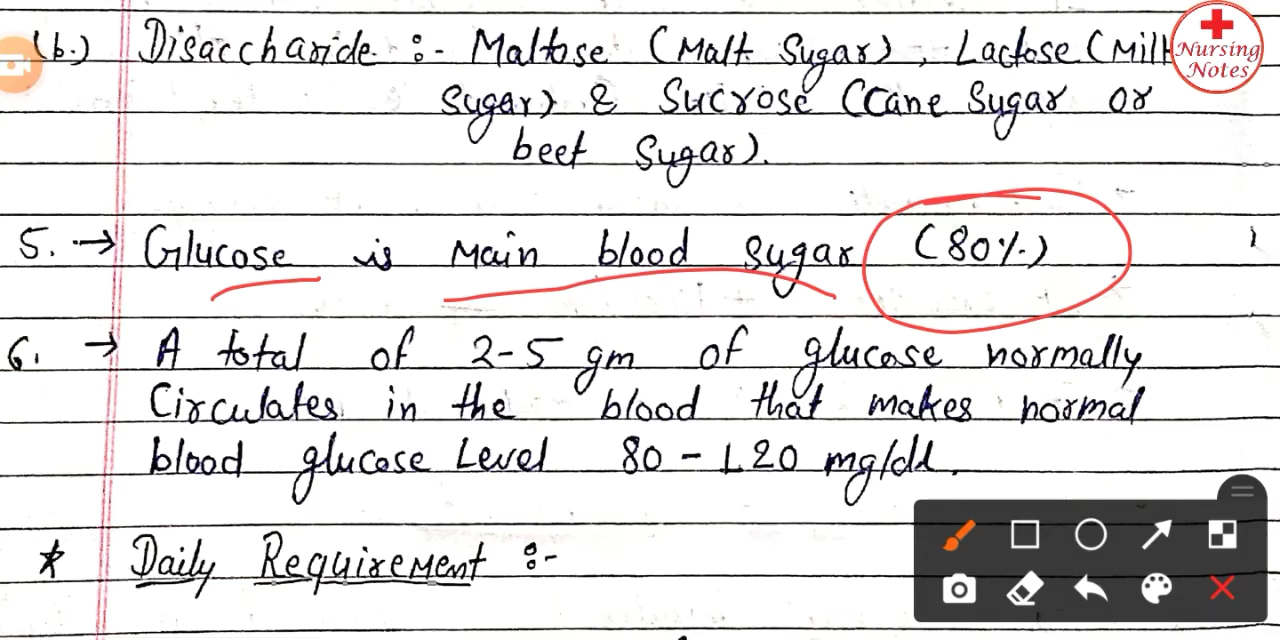 (b.) Disaccharide :- Maltose (Malt Sugar), Lactose (Milk
Sugar) & Sucrose (Cane Sugar or
beet Sugar).
5. → Glucose is Main blood Sugar (80%)
6. → A total of 2-5 gm of glucose normally
Circulates in the blood that makes normal
blood glucose Level 80 - 120 mg/dl.
* Daily Requirement :-
Nursing
Notes